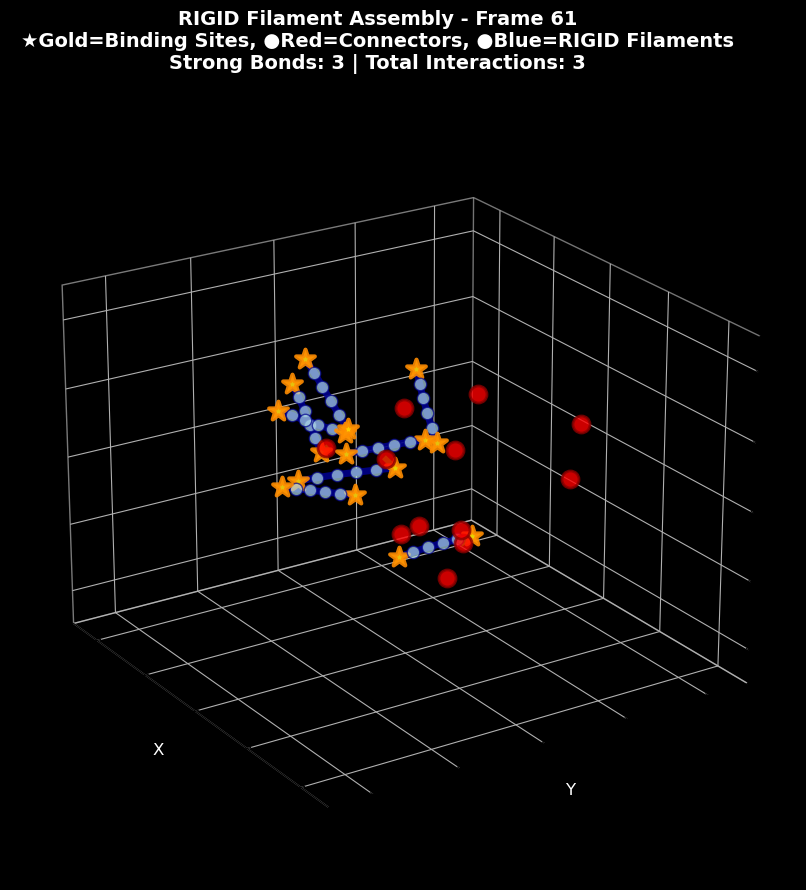 RIGID Filament Assembly - Frame 61
★Gold=Binding Sites, ●Red=Connectors, ●Blue=RIGID Filaments
Strong Bonds: 3 | Total Interactions: 3
X
Y